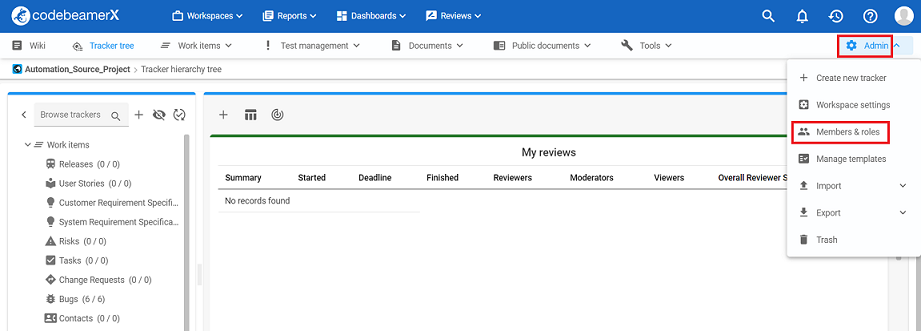 codebeamerX Workspaces Reports Dashboards Reviews
Wiki Tracker tree Work items Test management Documents Public documents Tools Admin
Automation_Source_Project > Tracker hierarchy tree
Create new tracker
Workspace settings
Members & roles
Manage templates
Import
Export
Trash
Browse trackers
Work items
Releases (0 / 0)
User Stories (0 / 0)
Customer Requirement Specifi...
System Requirement Specifica...
Risks (0 / 0)
Tasks (0 / 0)
Change Requests (0 / 0)
Bugs (6 / 6)
Contacts (0 / 0)
My reviews
Summary Started Deadline Finished Reviewers Moderators Viewers Overall Reviewer S
No records found